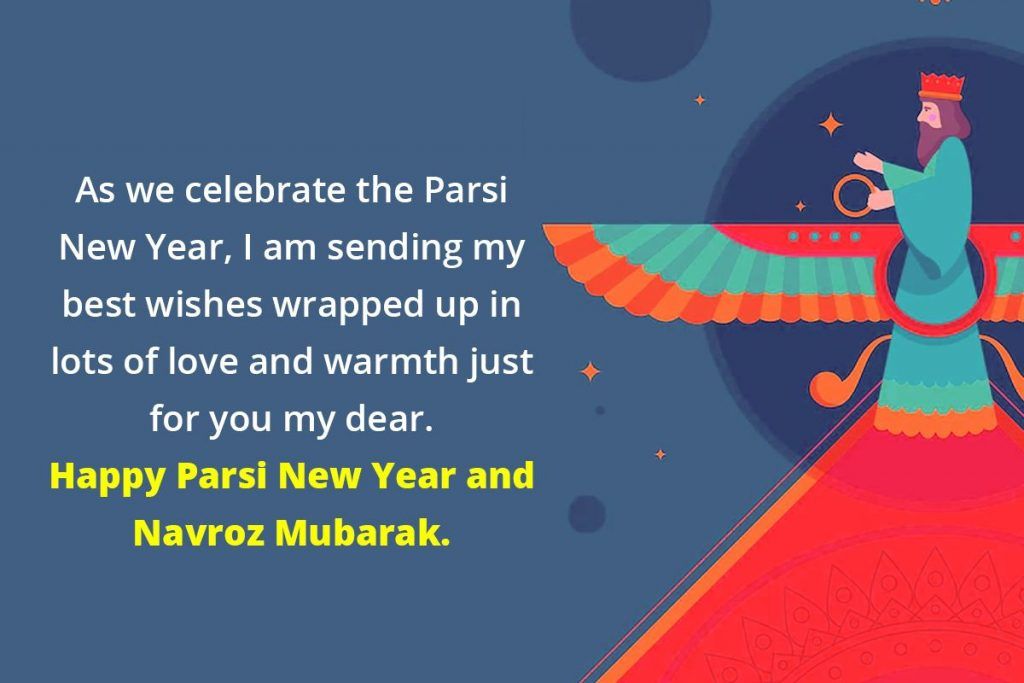 As we celebrate the Parsi
New Year, I am sending my
best wishes wrapped up in
lots of love and warmth just
for you my dear.
Happy Parsi New Year and
Navroz Mubarak.